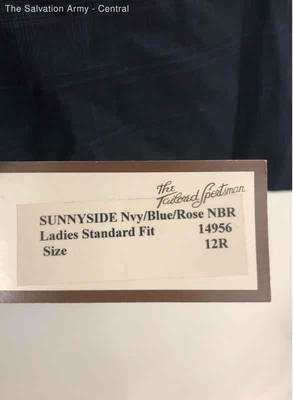 The Salvation Army - Central
The
Tailored Sportsman
SUNNYSIDE Nvy/Blue/Rose NBR
Ladies Standard Fit 14956
Size 12R